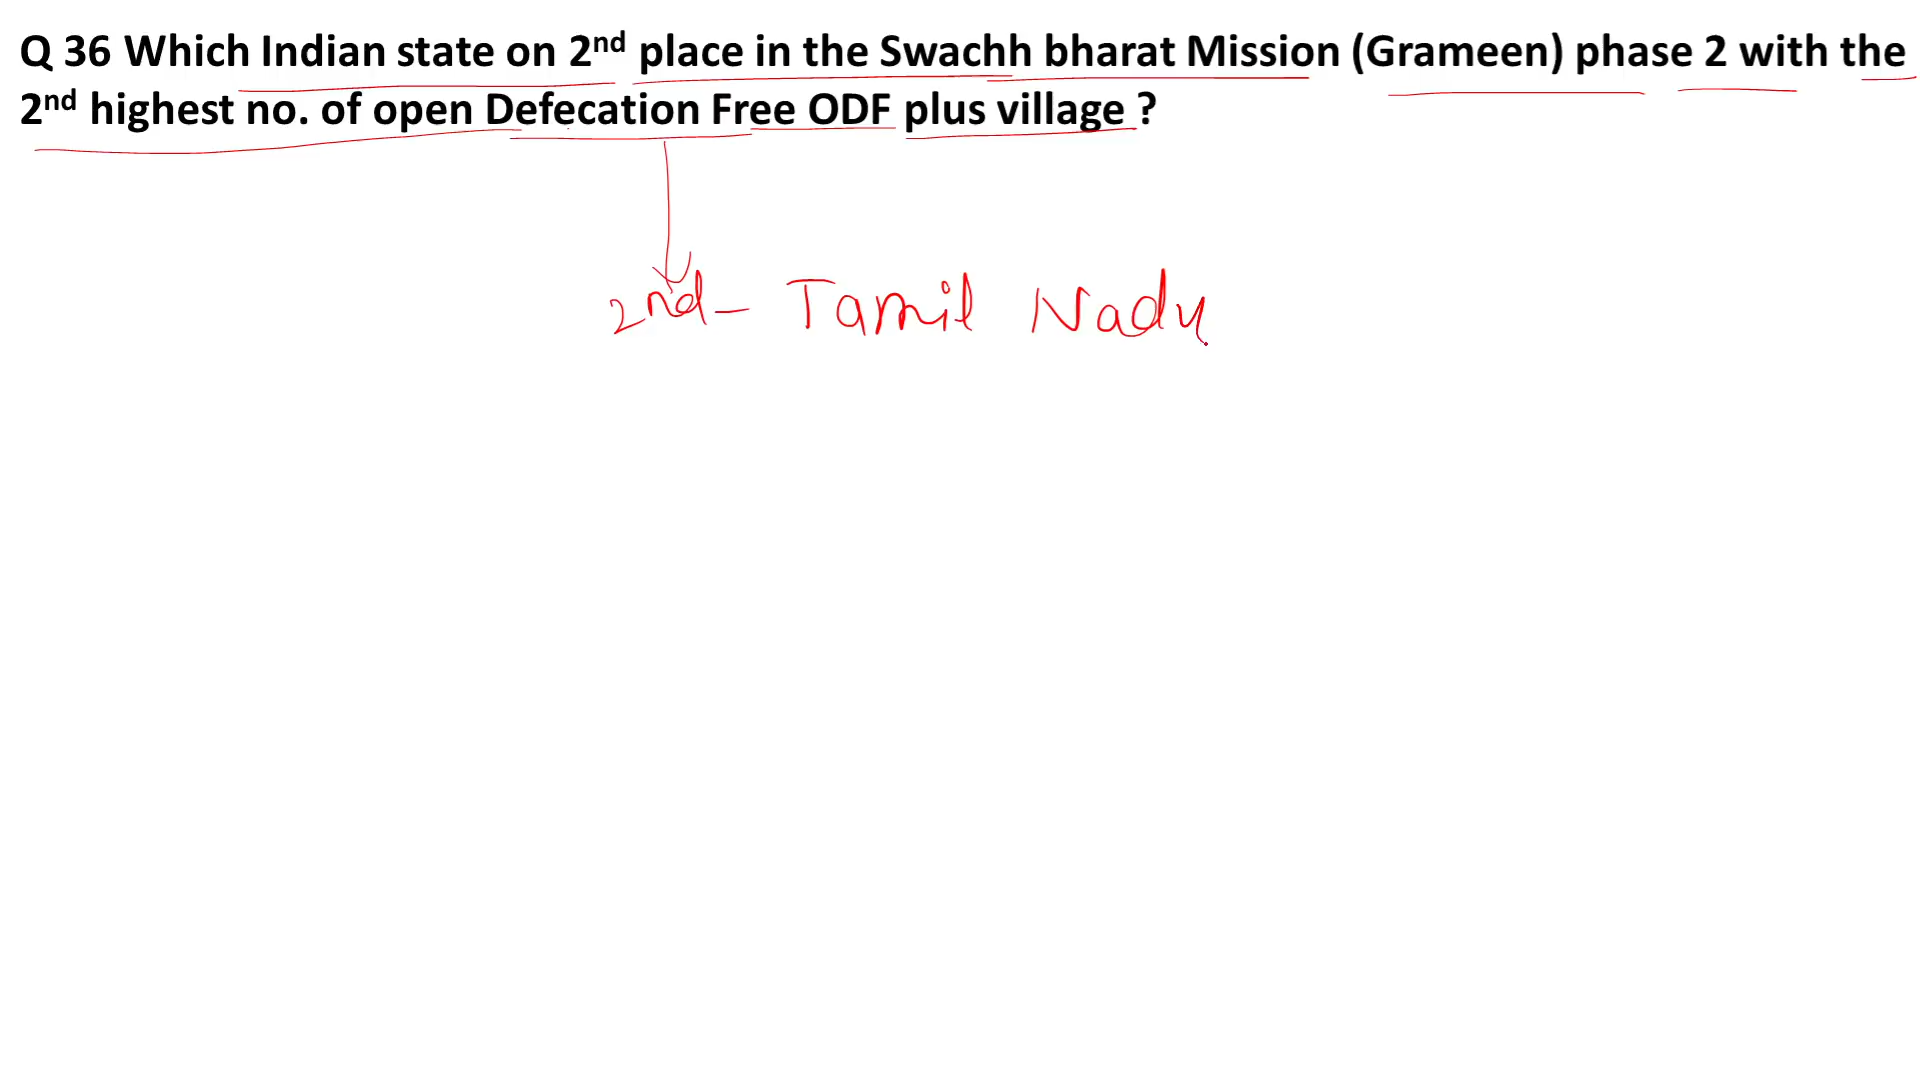 Q 36 Which Indian state on 2nd place in the Swachh bharat Mission (Grameen) phase 2 with the
2nd highest no. of open Defecation Free ODF plus village ?
2nd - Tamil Nadu